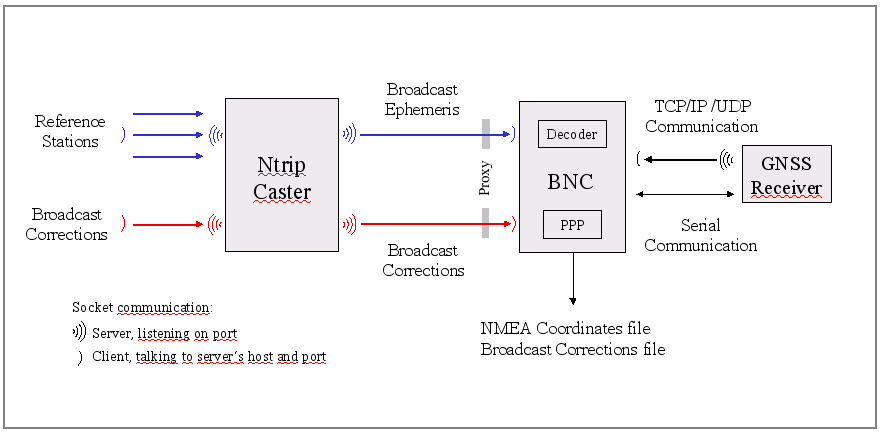 Reference
Stations
Broadcast
Corrections
Ntrip
Caster
Broadcast
Ephemeris
Proxy
Broadcast
Corrections
Decoder
BNC
PPP
TCP/IP /UDP
Communication
GNSS
Receiver
Serial
Communication
NMEA Coordinates file
Broadcast Corrections file
Socket communication:
Server, listening on port
Client, talking to server's host and port